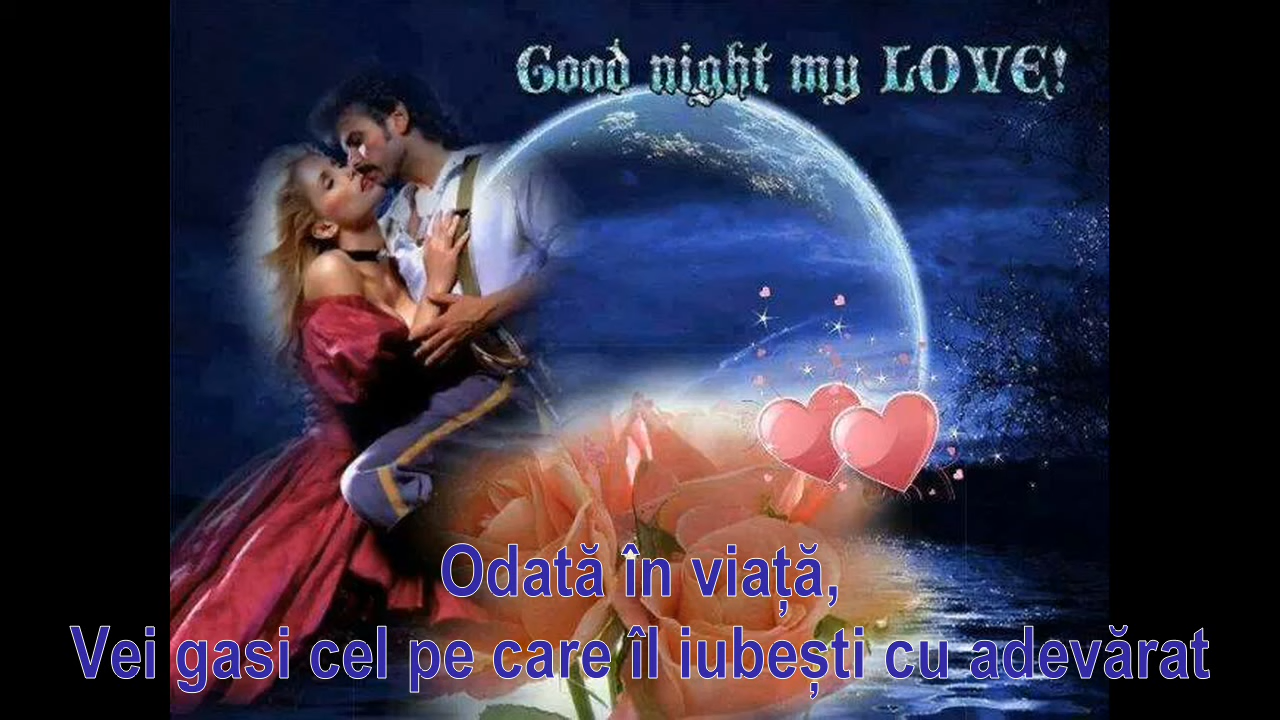 Good night my LOVE!
Odată în viață,
Vei gasi cel pe care îl iubești cu adevărat